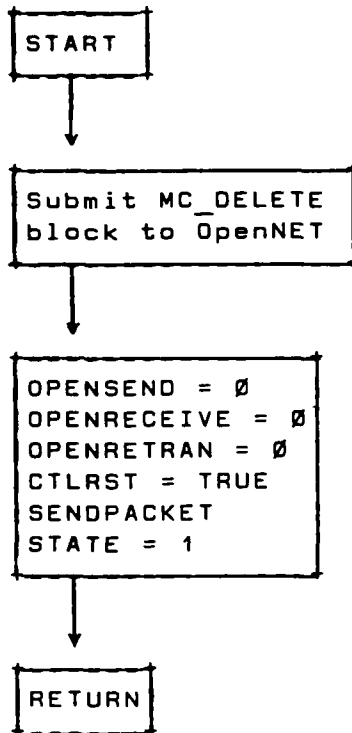 START
Submit MC_DELETE
block to OpenNET
OPENSEND = Ø
OPENRECEIVE = Ø
OPENRETRAN = Ø
CTLRST = TRUE
SENDPACKET
STATE = 1
RETURN